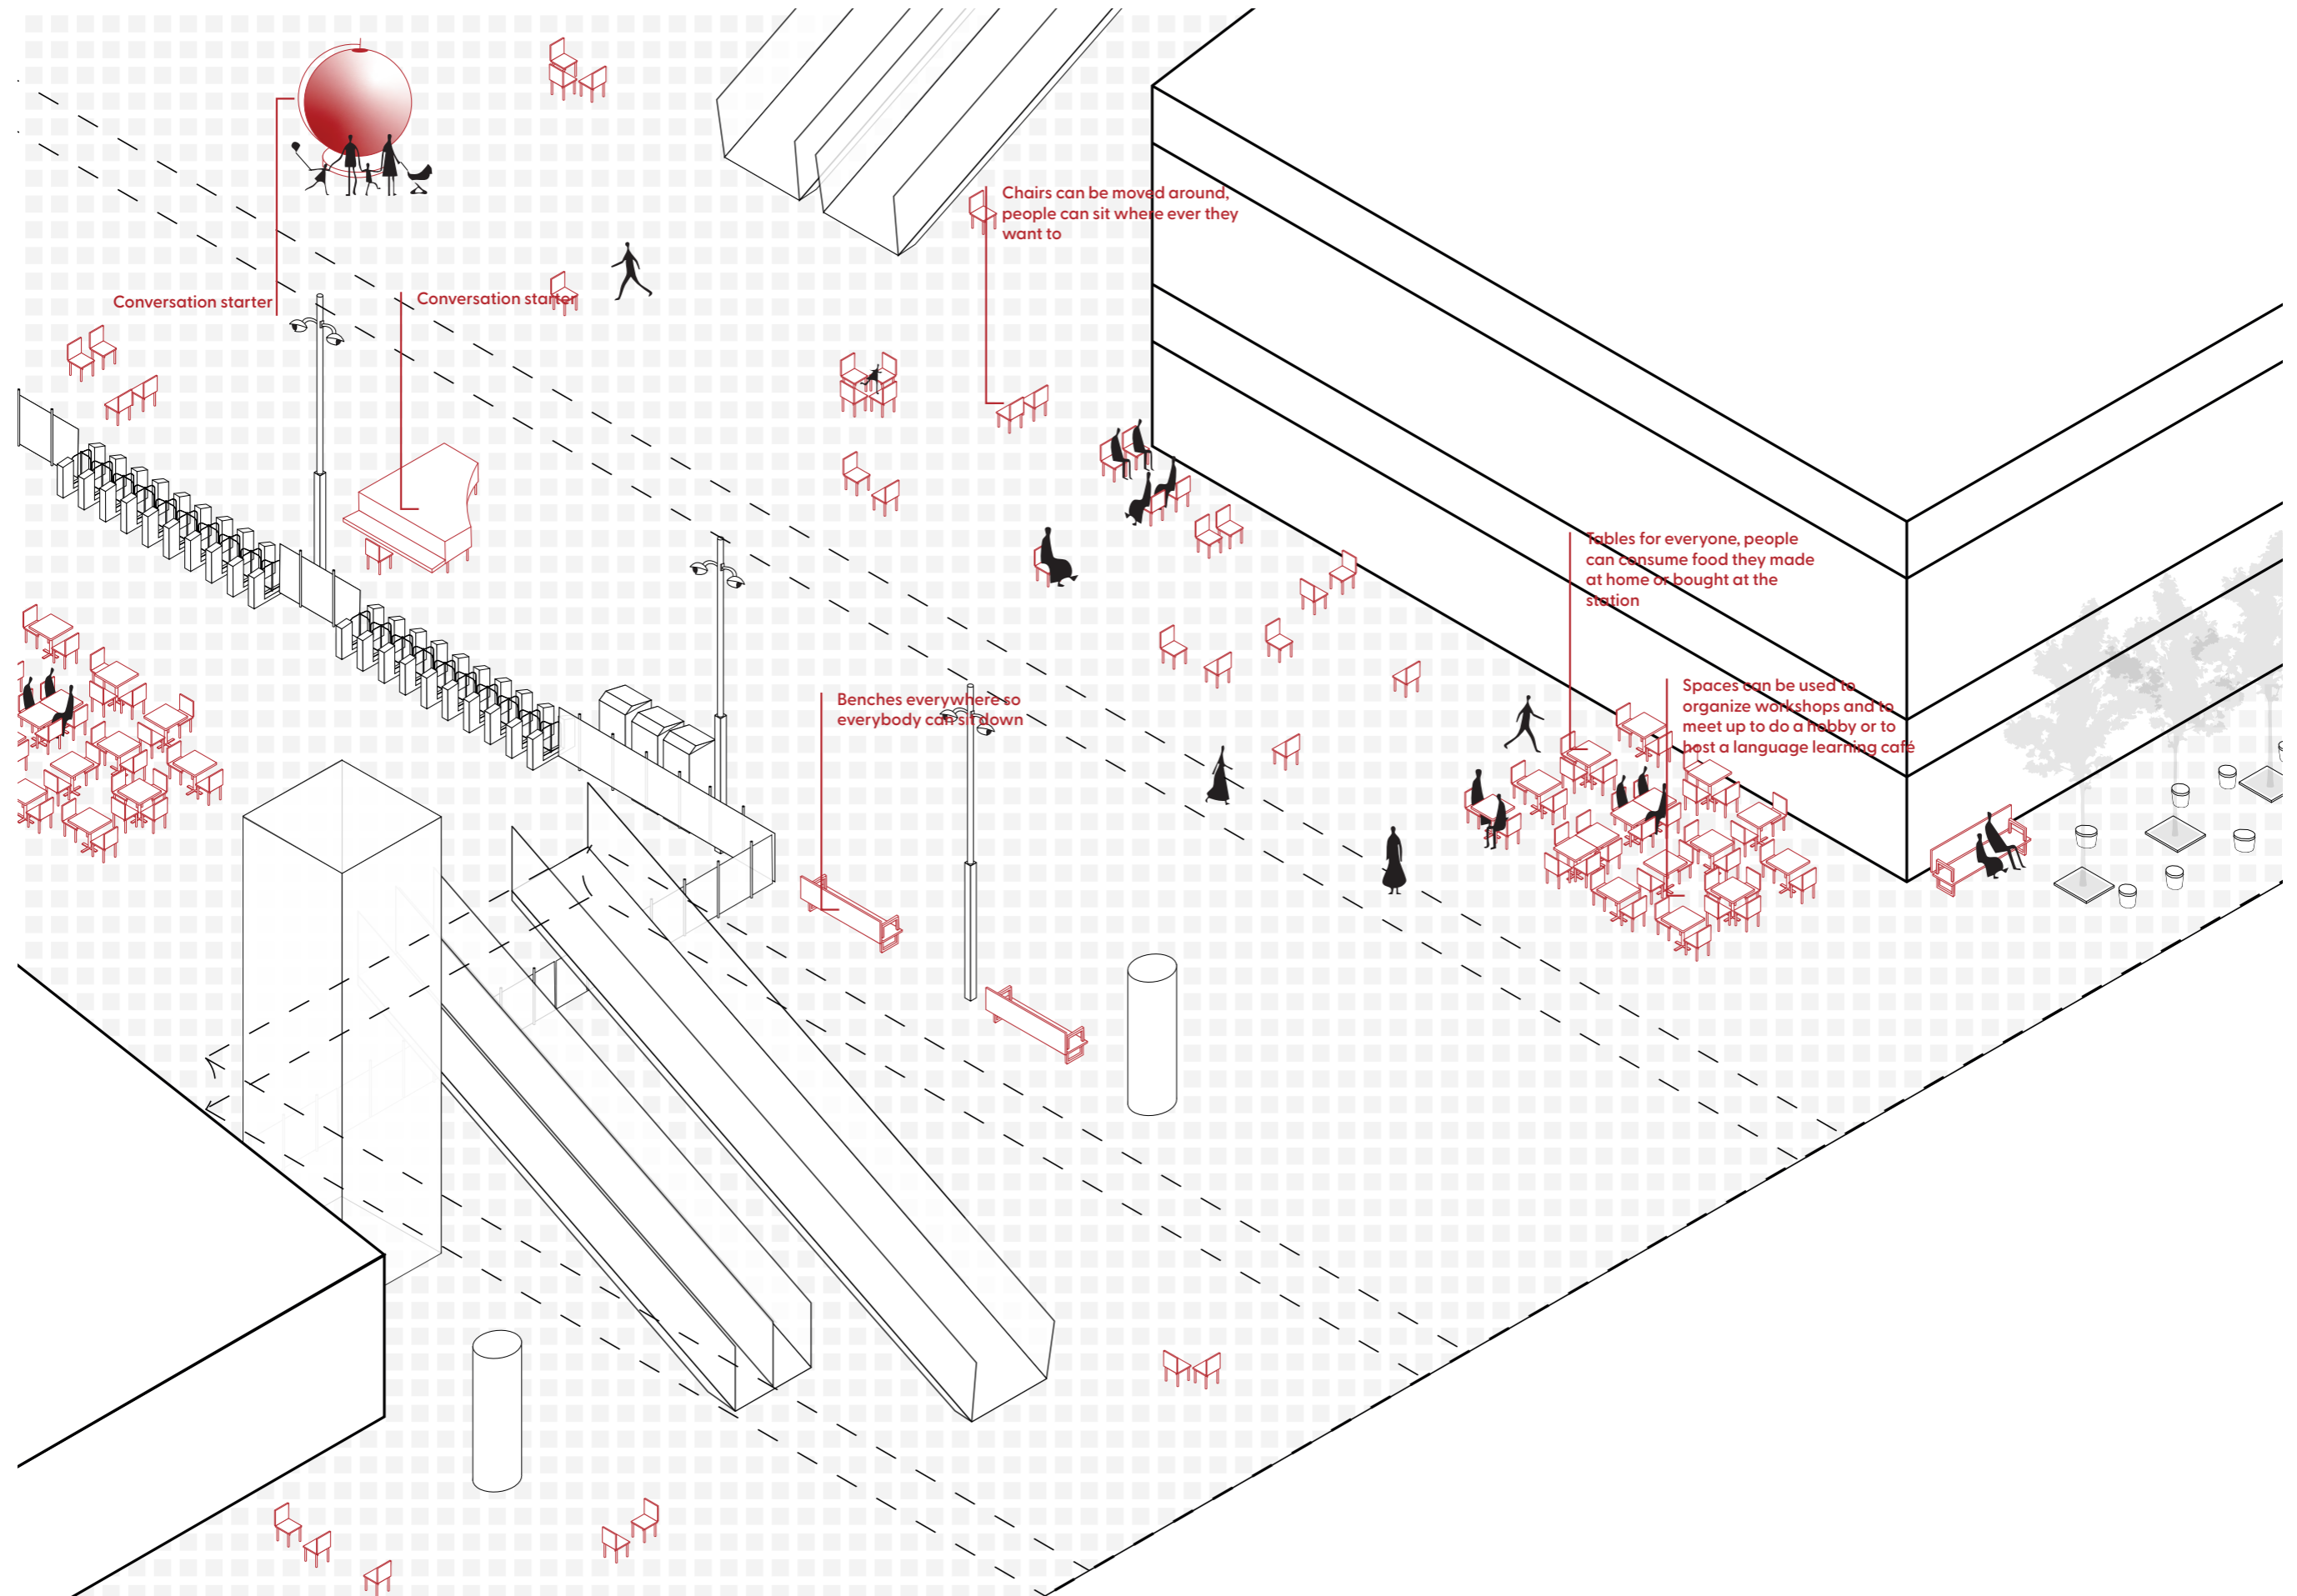 Chairs can be moved around,
people can sit where ever they
want to
Conversation starter
Conversation starter
Tables for everyone, people
can consume food they made
at home or bought at the
station
Benches everywhere so
everybody can sit down
Spaces can be used to
organize workshops and to
meet up to do a hobby or to
host a language learning café